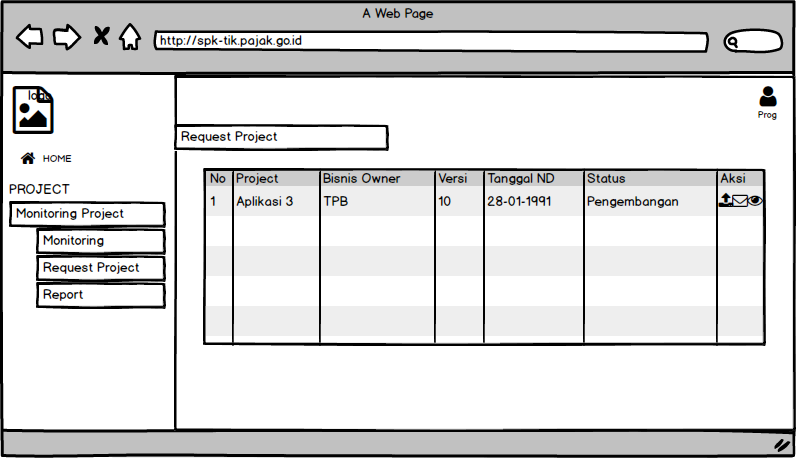 A Web Page
http://spk-tik.pajak.go.id
logo
Prog
HOME
PROJECT
Monitoring Project
Monitoring
Request Project
Report
Request Project
No Project Bisnis Owner Versi Tanggal ND Status Aksi
1 Aplikasi 3 TPB 10 28-01-1991 Pengembangan